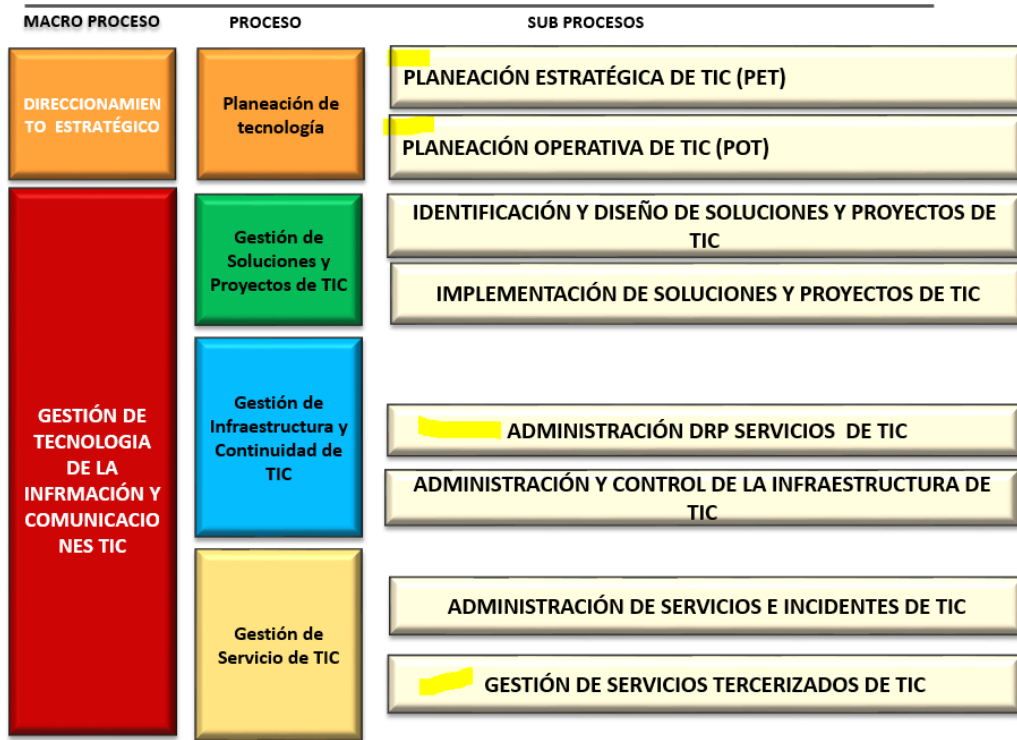 MACRO PROCESO
PROCESO
SUB PROCESOS
DIRECCIONAMIEN
TO ESTRATÉGICO
Planeación de
tecnología
PLANEACIÓN ESTRATÉGICA DE TIC (PET)
PLANEACIÓN OPERATIVA DE TIC (POT)
GESTIÓN DE
TECNOLOGIA
DE LA
INFRMACIÓN Y
COMUNICACIO
NES TIC
Gestión de
Soluciones y
Proyectos de TIC
IDENTIFICACIÓN Y DISEÑO DE SOLUCIONES Y PROYECTOS DE
TIC
IMPLEMENTACIÓN DE SOLUCIONES Y PROYECTOS DE TIC
Gestión de
Infraestructura y
Continuidad de
TIC
ADMINISTRACIÓN DRP SERVICIOS DE TIC
ADMINISTRACIÓN Y CONTROL DE LA INFRAESTRUCTURA DE
TIC
Gestión de
Servicio de TIC
ADMINISTRACIÓN DE SERVICIOS E INCIDENTES DE TIC
GESTIÓN DE SERVICIOS TERCERIZADOS DE TIC